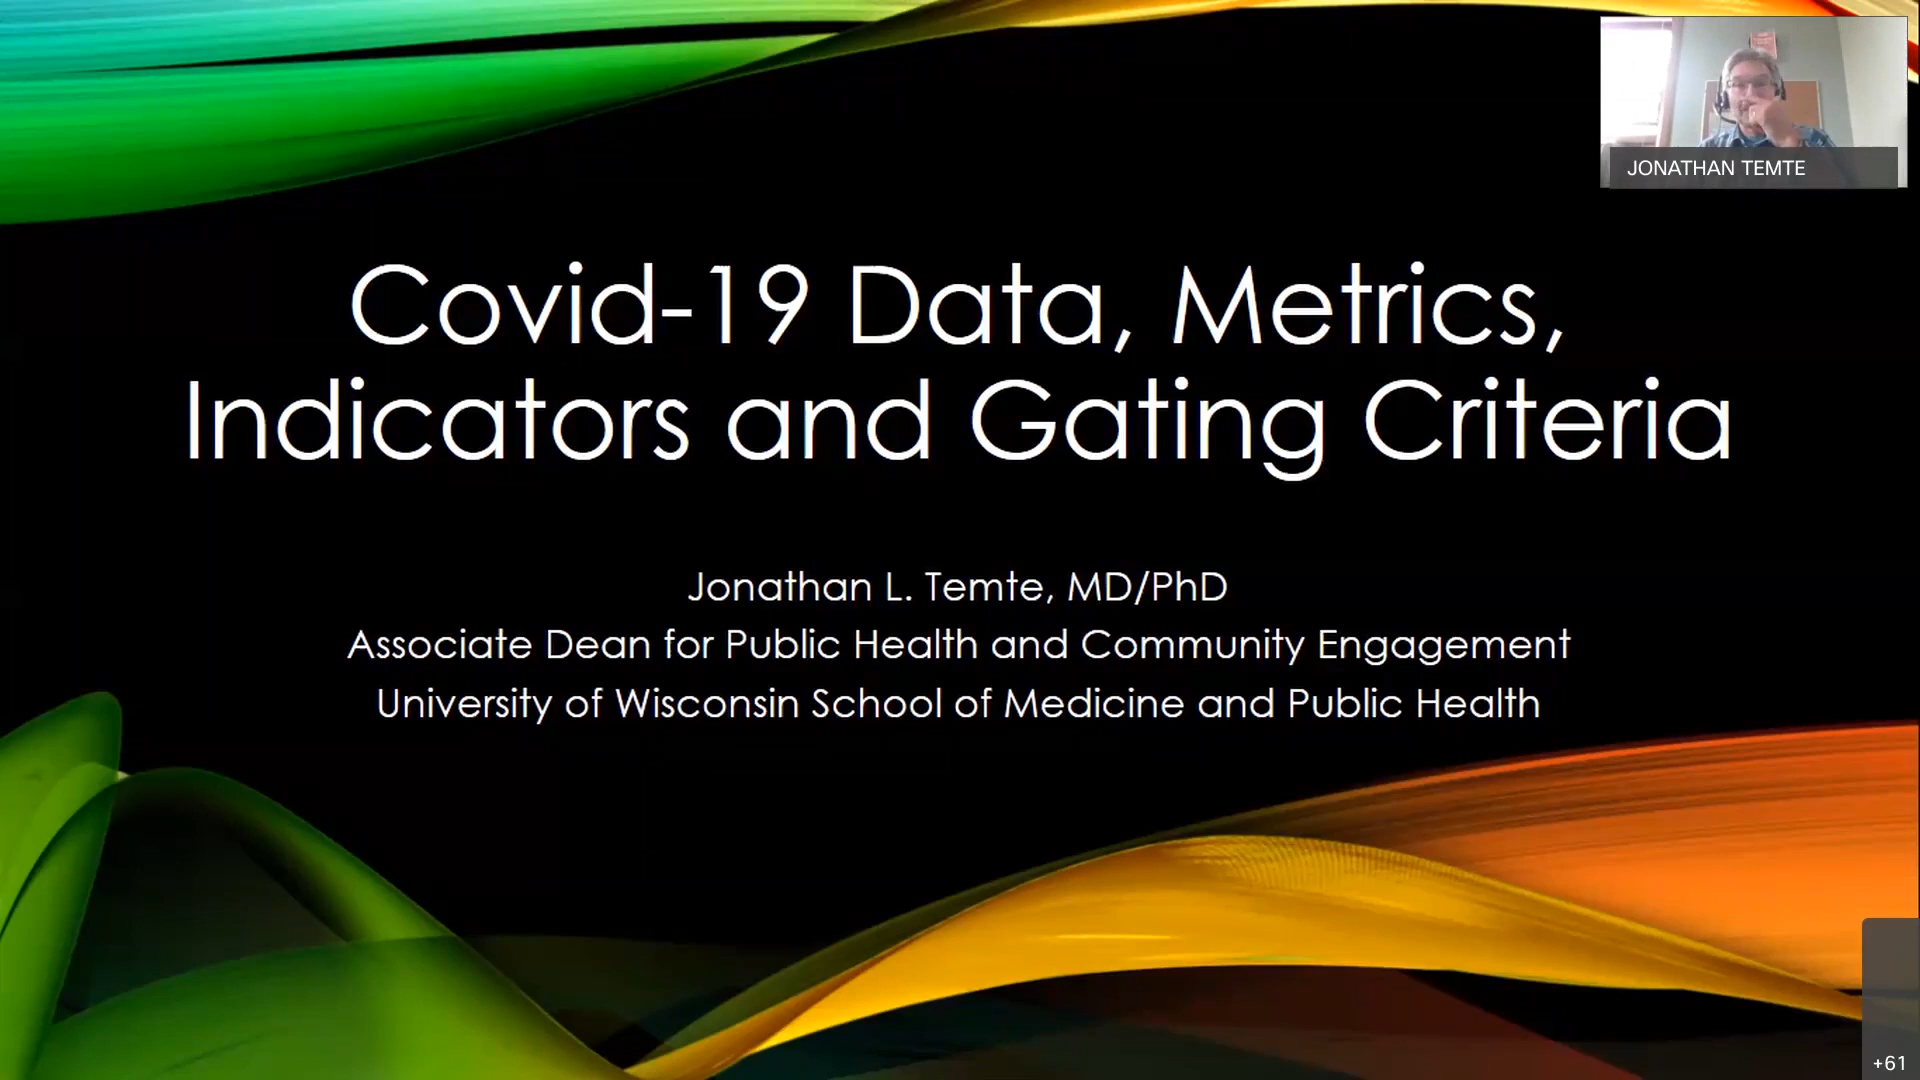 JONATHAN TEMTE
Covid-19 Data, Metrics,
Indicators and Gating Criteria
Jonathan L. Temte, MD/PhD
Associate Dean for Public Health and Community Engagement
University of Wisconsin School of Medicine and Public Health
+61